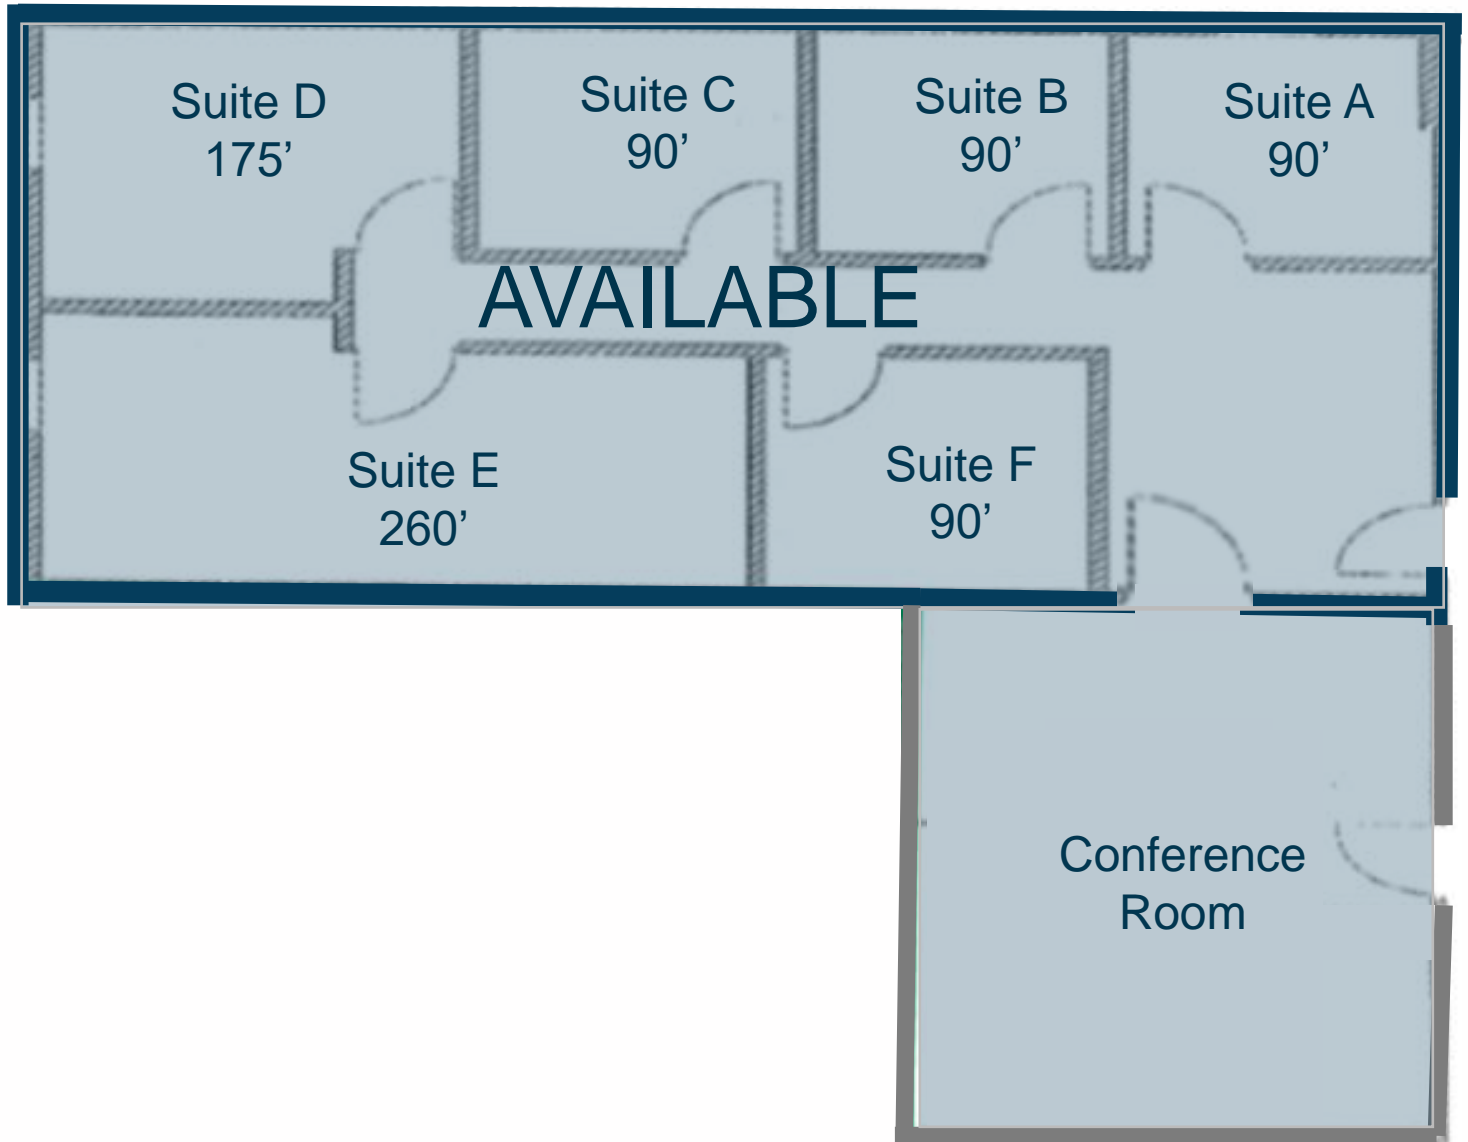 Suite D
175’
Suite C
90’
Suite B
90’
Suite A
90’
AVAILABLE
Suite E
260’
Suite F
90’
Conference
Room